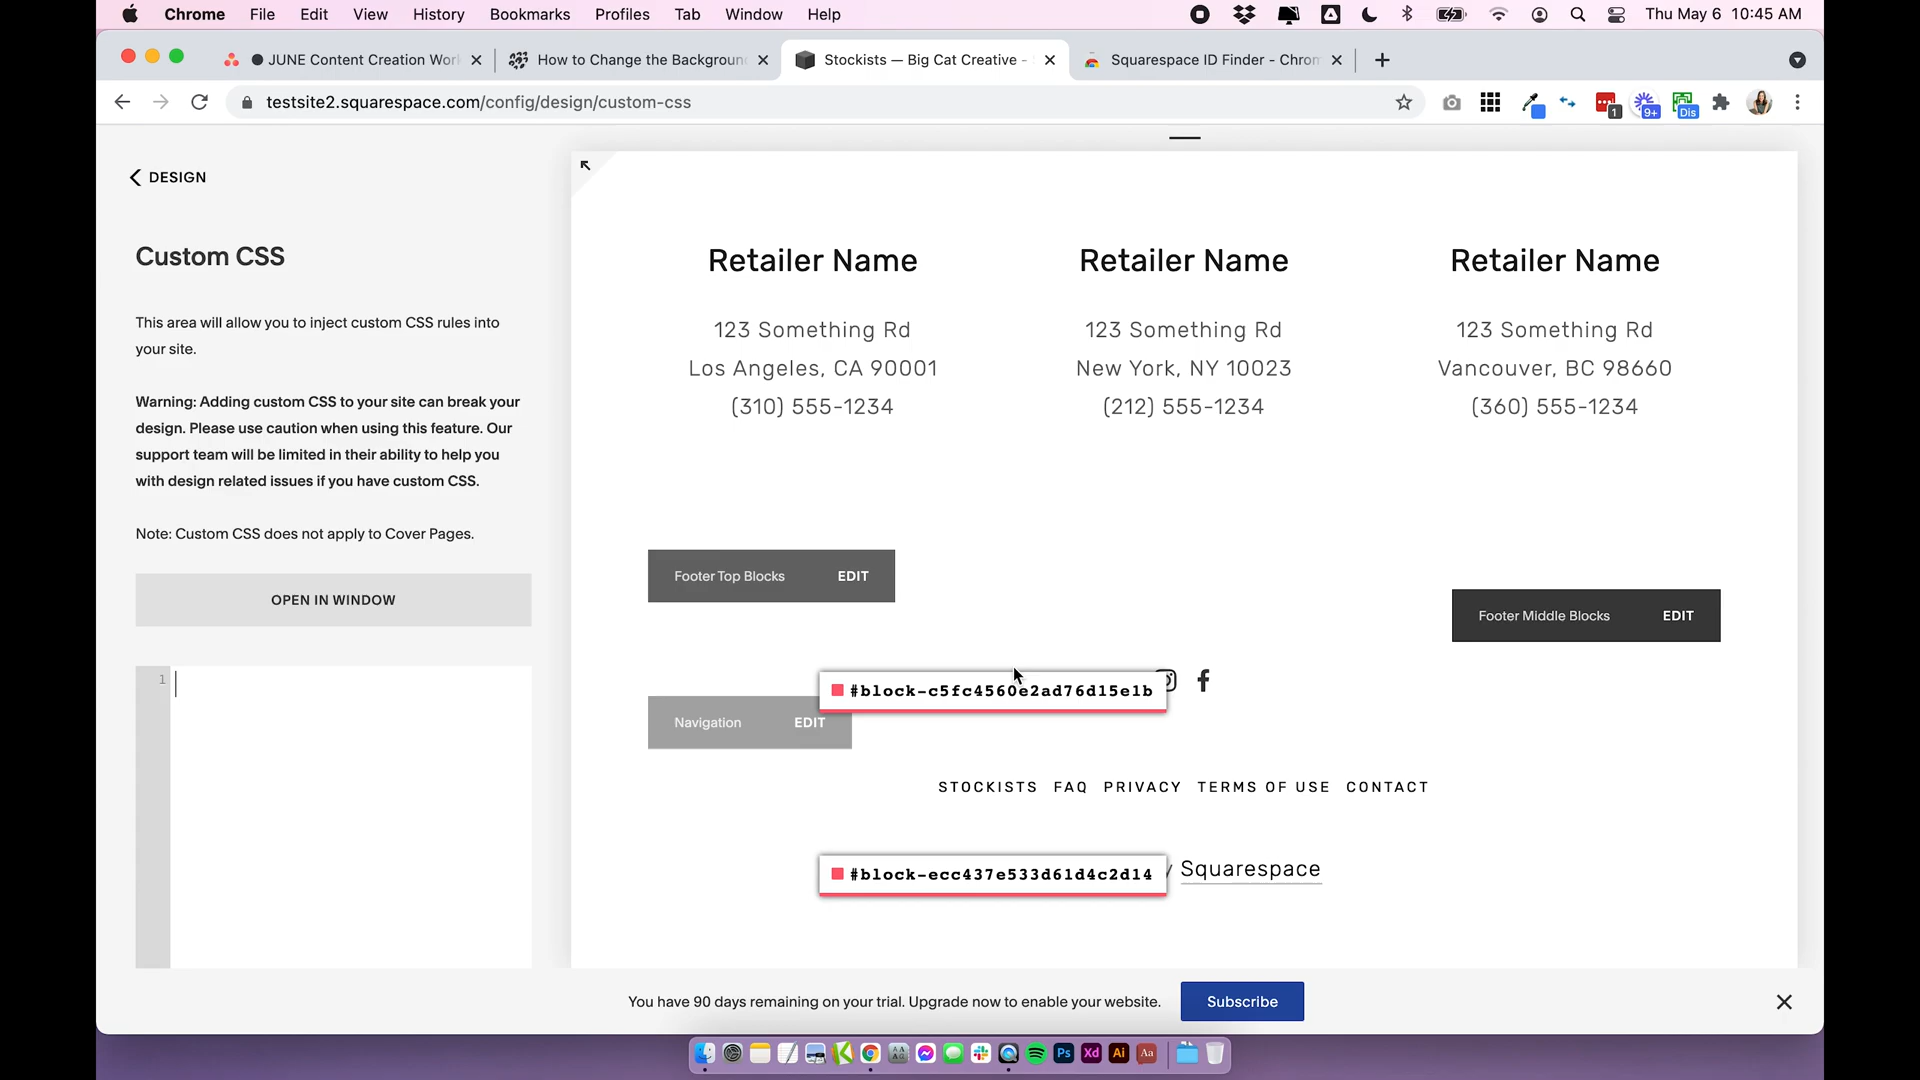 Chrome File Edit View History Bookmarks Profiles Tab Window Help Thu May 6 10:45 AM
JUNE Content Creation Wor
How to Change the Backgroun
Stockists — Big Cat Creative -
Squarespace ID Finder - Chrom
testsite2.squarespace.com/config/design/custom-css
1
9+
Dis
DESIGN
Custom CSS
This area will allow you to inject custom CSS rules into
your site.
Warning: Adding custom CSS to your site can break your
design. Please use caution when using this feature. Our
support team will be limited in their ability to help you
with design related issues if you have custom CSS.
Note: Custom CSS does not apply to Cover Pages.
OPEN IN WINDOW
1
Retailer Name
123 Something Rd
Los Angeles, CA 90001
(310) 555-1234
Retailer Name
123 Something Rd
New York, NY 10023
(212) 555-1234
Retailer Name
123 Something Rd
Vancouver, BC 98660
(360) 555-1234
Footer Top Blocks EDIT
Footer Middle Blocks EDIT
#block-c5fc4560e2ad76d15e1b
Navigation EDIT
STOCKISTS FAQ PRIVACY TERMS OF USE CONTACT
#block-ecc437e533d61d4c2d14
Squarespace
You have 90 days remaining on your trial. Upgrade now to enable your website. Subscribe
Ps Xd Ai Aa